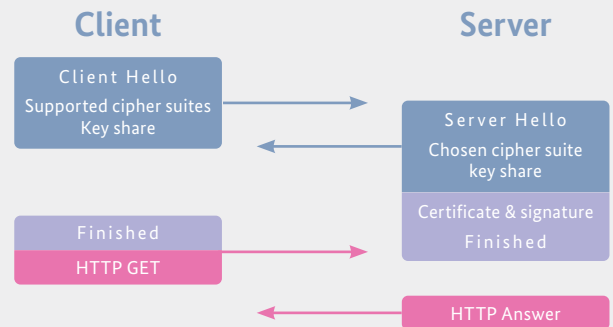 Client
Server
Client Hello
Supported cipher suites
Key share
Server Hello
Chosen cipher suite
key share
Certificate & signature
Finished
Finished
HTTP GET
HTTP Answer